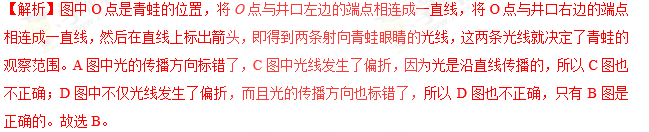 【解析】图中 O 点是青蛙的位置，将 O 点与井口左边的端点相连成一直线，将 O 点与井口右边的端点
相连成一直线，然后在直线上标出箭头，即得到两条射向青蛙眼睛的光线，这两条光线就决定了青蛙的
观察范围。A 图中光的传播方向标错了，C 图中光线发生了偏折，因为光是沿直线传播的，所以 C 图也
不正确；D 图中不仅光线发生了偏折，而且光的传播方向也标错了，所以 D 图也不正确，只有 B 图是
正确的。故选 B。